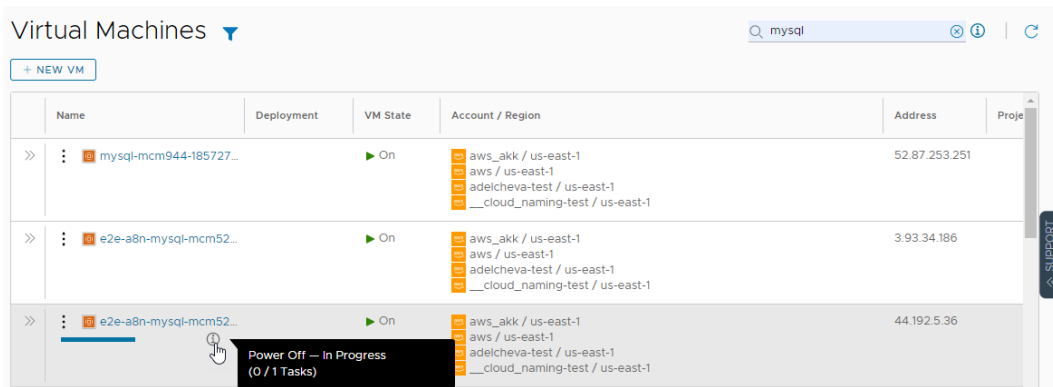 Virtual Machines
mysql
+ NEW VM
Name Deployment VM State Account / Region Address Proje
mysql-mcm944-185727... On aws_akk / us-east-1 52.87.253.251
aws / us-east-1
adelcheva-test / us-east-1
__cloud_naming-test / us-east-1
e2e-a8n-mysql-mcm52... On aws_akk / us-east-1 3.93.34.186
aws / us-east-1
adelcheva-test / us-east-1
__cloud_naming-test / us-east-1
e2e-a8n-mysql-mcm52... On aws_akk / us-east-1 44.192.5.36
aws / us-east-1
Power Off — In Progress adelcheva-test / us-east-1
(0 / 1 Tasks) __cloud_naming-test / us-east-1
SUPPORT